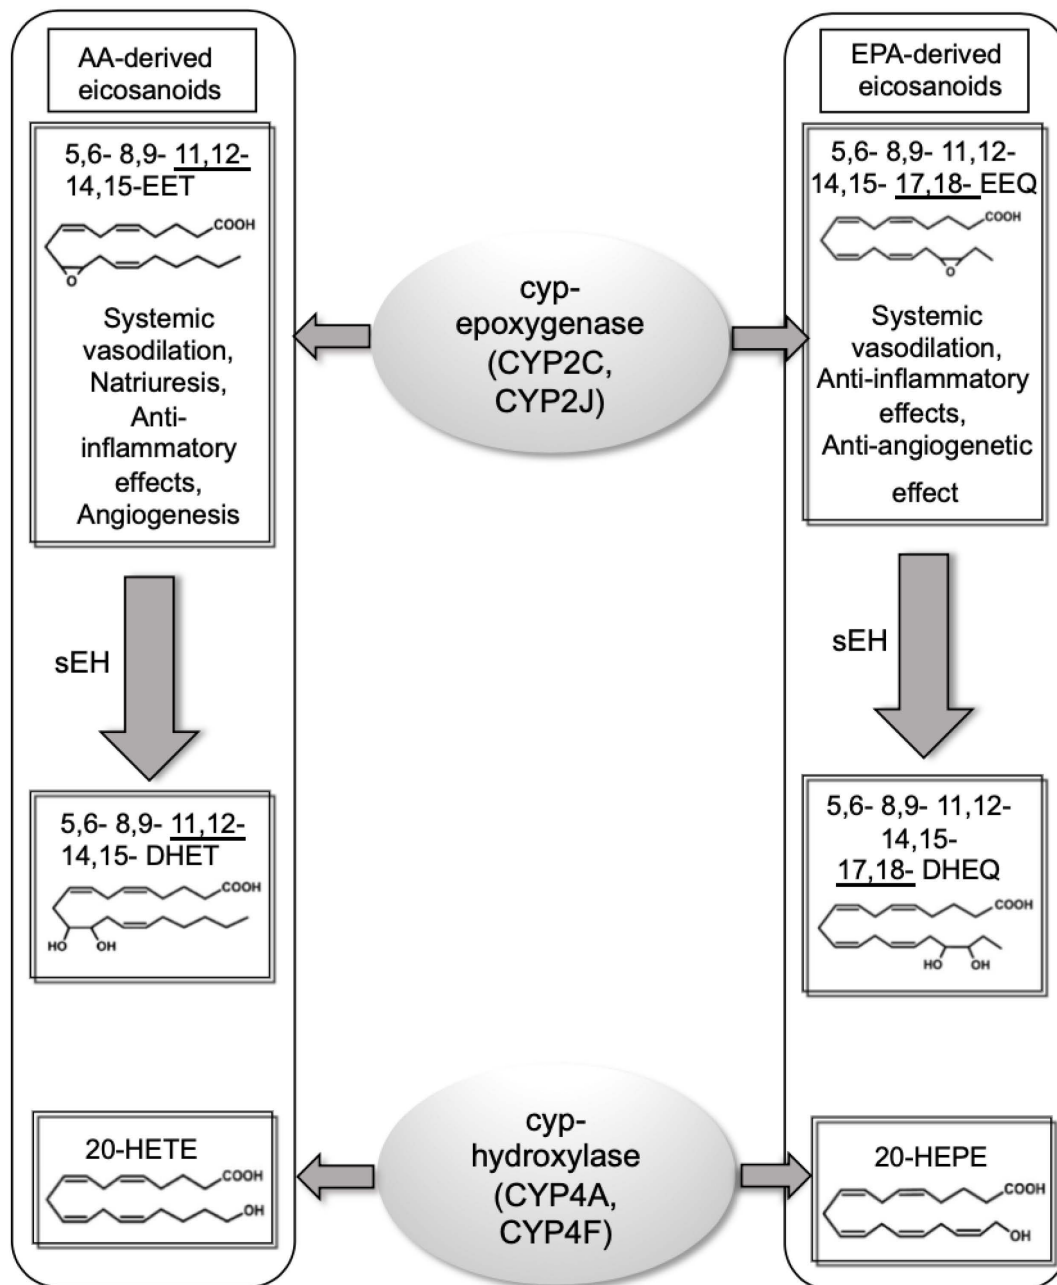 AA-derived
eicosanoids
5,6- 8,9- 11,12-
14,15-EET
COOH
O
Systemic
vasodilation,
Natriuresis,
Anti-
inflammatory
effects,
Angiogenesis
sEH
5,6- 8,9- 11,12-
14,15- DHET
COOH
HO OH
20-HETE
COOH
OH
cyp-
epoxygenase
(CYP2C,
CYP2J)
cyp-
hydroxylase
(CYP4A,
CYP4F)
EPA-derived
eicosanoids
5,6- 8,9- 11,12-
14,15- 17,18- EEQ
COOH
O
Systemic
vasodilation,
Anti-inflammatory
effects,
Anti-angiogenetic
effect
sEH
5,6- 8,9- 11,12-
14,15-
17,18- DHEQ
COOH
HO OH
20-HEPE
COOH
OH